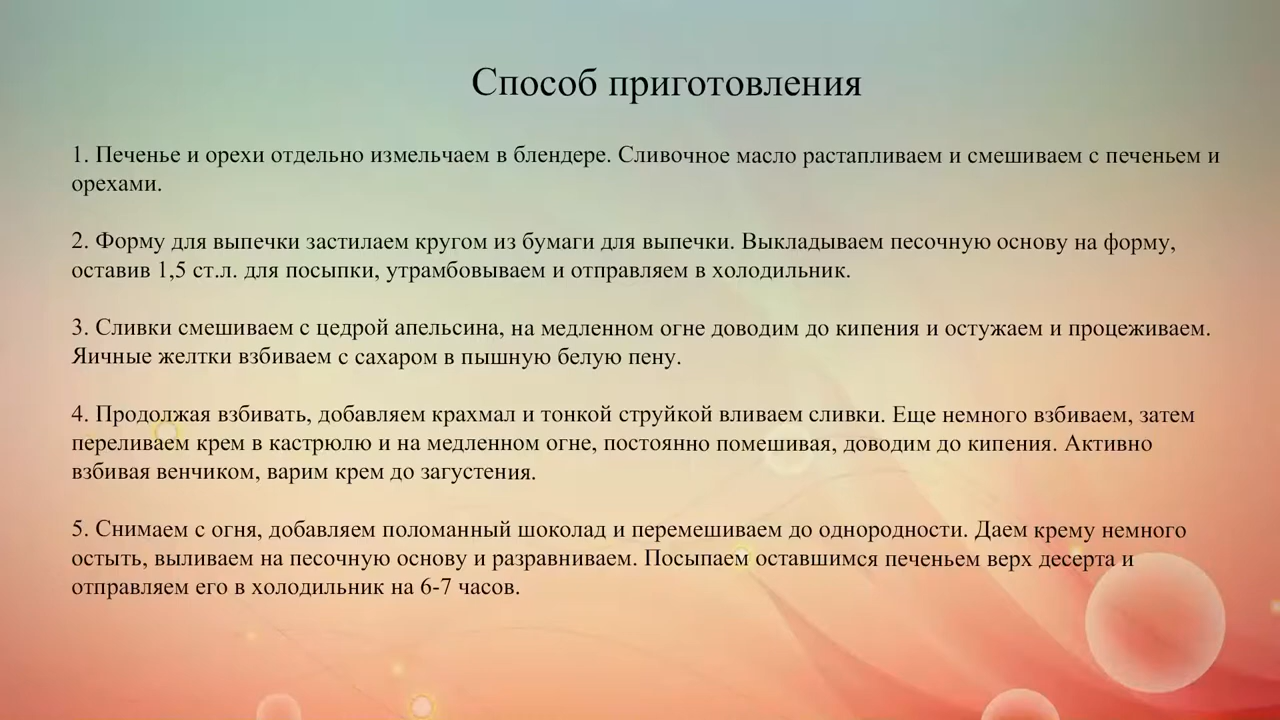 Способ приготовления
1. Печенье и орехи отдельно измельчаем в блендере. Сливочное масло растапливаем и смешиваем с печеньем и
орехами.
2. Форму для выпечки застилаем кругом из бумаги для выпечки. Выкладываем песочную основу на форму,
оставив 1,5 ст.л. для посыпки, утрамбовываем и отправляем в холодильник.
3. Сливки смешиваем с цедрой апельсина, на медленном огне доводим до кипения и остужаем и процеживаем.
Яичные желтки взбиваем с сахаром в пышную белую пену.
4. Продолжая взбивать, добавляем крахмал и тонкой струйкой вливаем сливки. Еще немного взбиваем, затем
переливаем крем в кастрюлю и на медленном огне, постоянно помешивая, доводим до кипения. Активно
взбивая венчиком, варим крем до загустения.
5. Снимаем с огня, добавляем поломанный шоколад и перемешиваем до однородности. Даем крему немного
остыть, выливаем на песочную основу и разравниваем. Посыпаем оставшимся печеньем верх десерта и
отправляем его в холодильник на 6-7 часов.